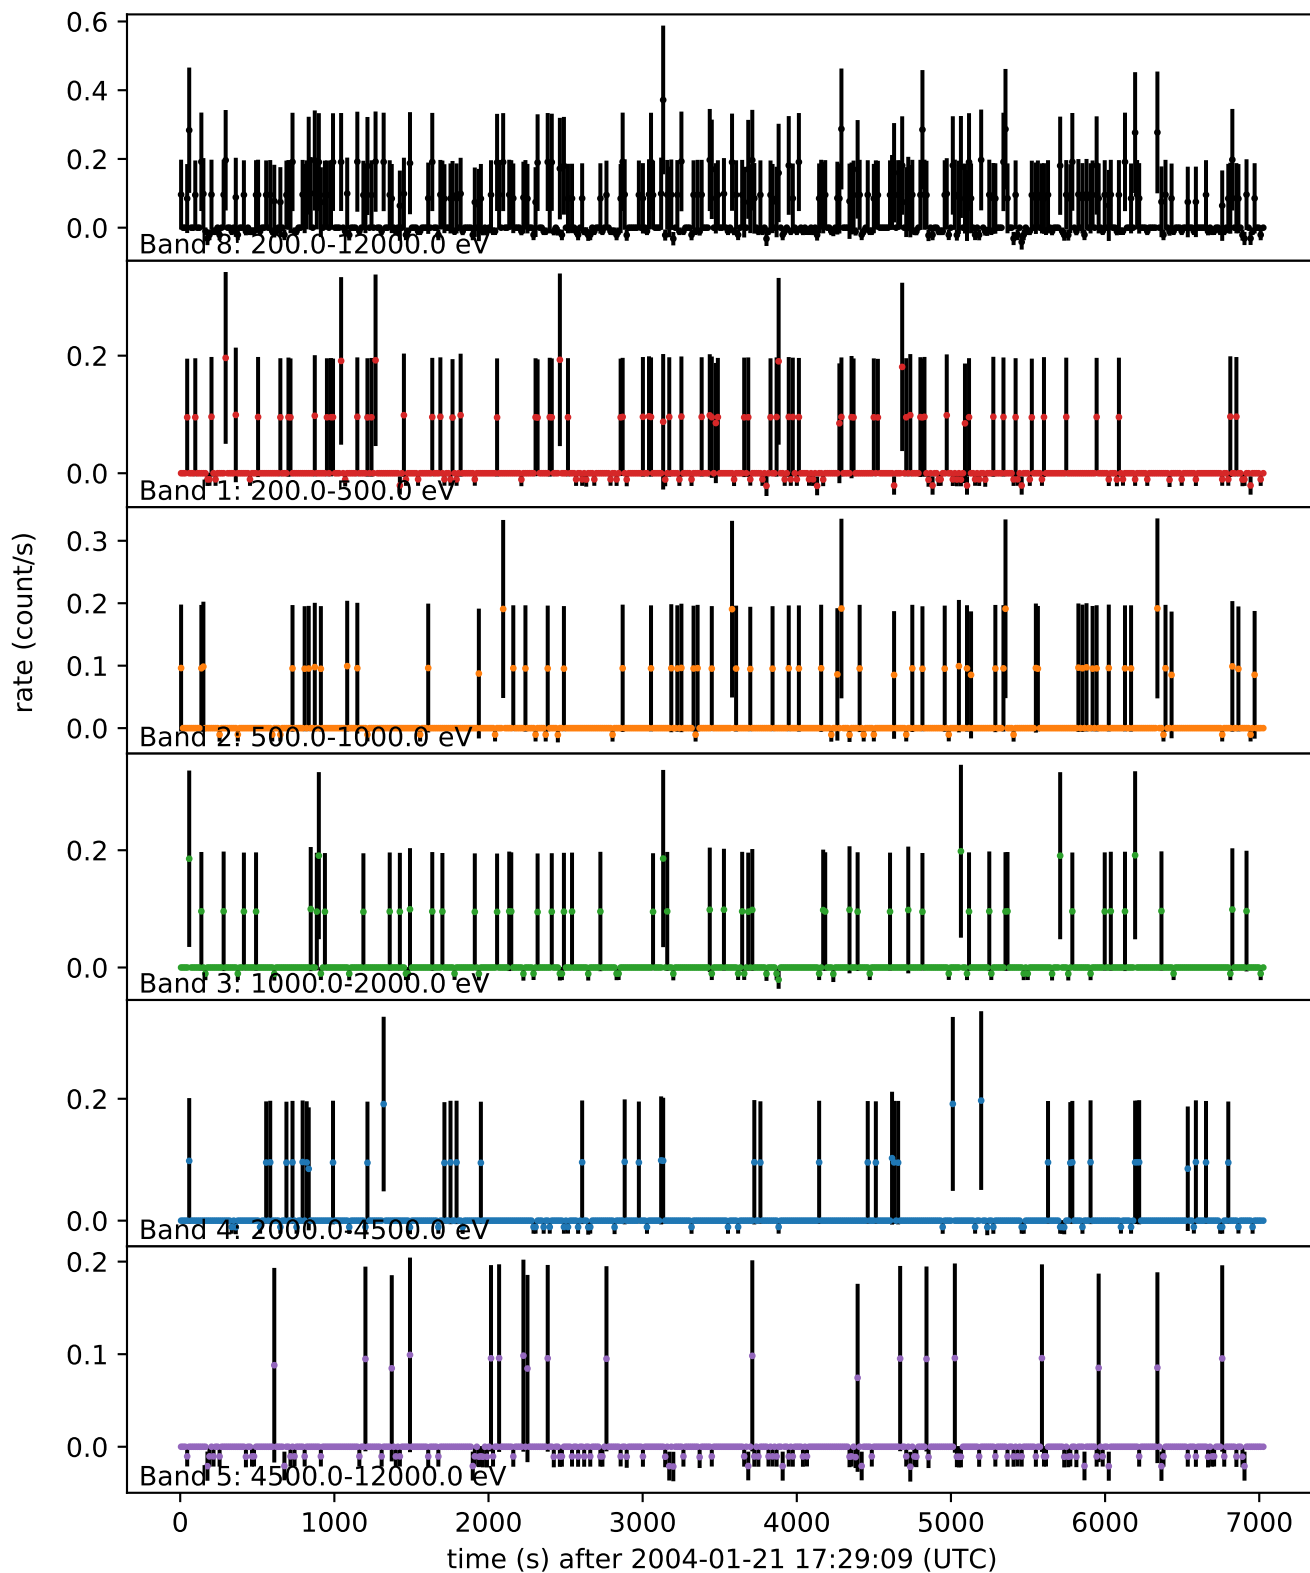 0.6
0.4
0.2
0.0
Band 8: 200.0-12000.0 eV
0.2
0.0
Band 1: 200.0-500.0 eV
0.3
0.2
0.1
0.0
Band 2: 500.0-1000.0 eV
0.2
0.0
Band 3: 1000.0-2000.0 eV
0.2
0.0
Band 4: 2000.0-4500.0 eV
0.2
0.1
0.0
Band 5: 4500.0-12000.0 eV
rate (count/s)
0 1000 2000 3000 4000 5000 6000 7000
time (s) after 2004-01-21 17:29:09 (UTC)